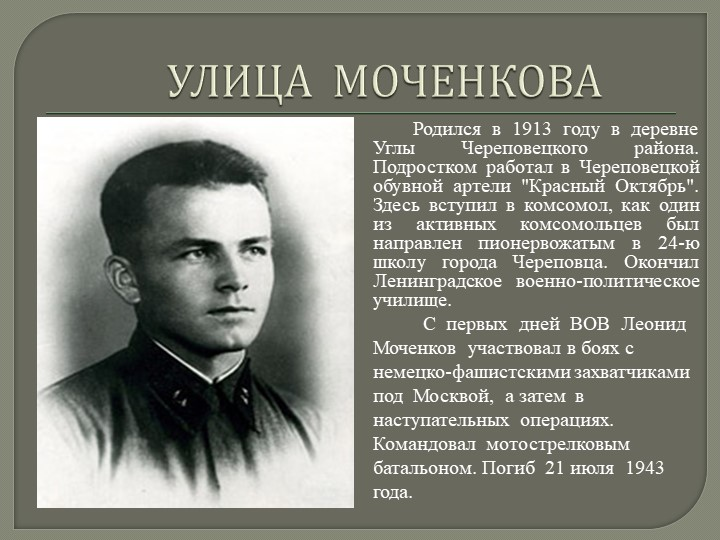 УЛИЦА МОЧЕНКОВА
Родился в 1913 году в деревне
Углы Череповецкого района.
Подростком работал в Череповецкой
обувной артели "Красный Октябрь".
Здесь вступил в комсомол, как один
из активных комсомольцев был
направлен пионервожатым в 24-ю
школу города Череповца. Окончил
Ленинградское военно-политическое
училище.
С первых дней ВОВ Леонид
Моченков участвовал в боях с
немецко-фашистскими захватчиками
под Москвой, а затем в
наступательных операциях.
Командовал мотострелковым
батальоном. Погиб 21 июля 1943
года.